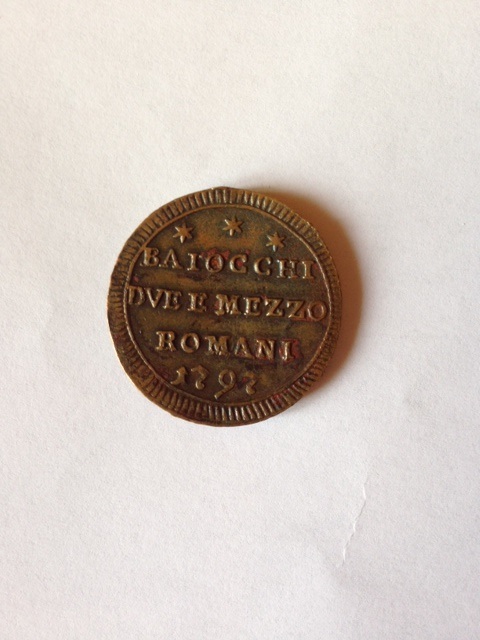 BAIOCCHI
DVE E MEZZO
ROMANI
1797